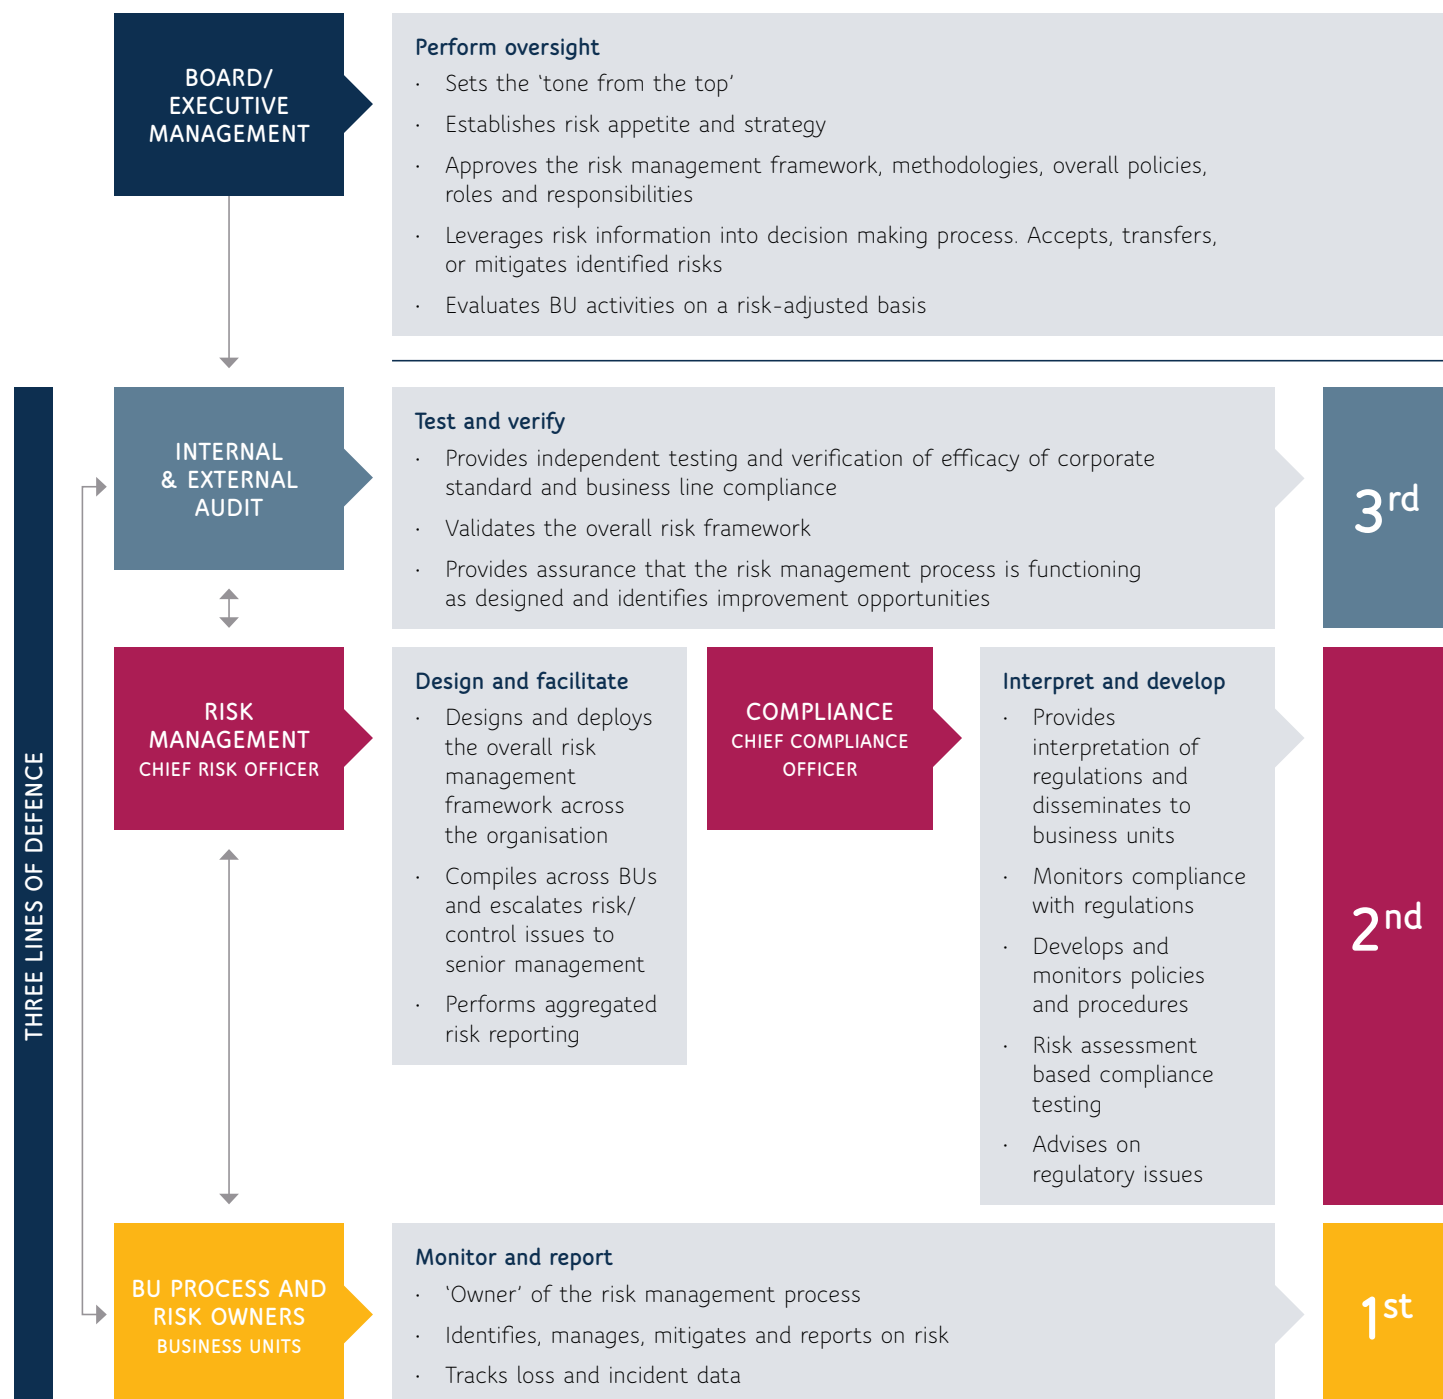 BOARD/
EXECUTIVE
MANAGEMENT
Perform oversight
· Sets the ‘tone from the top’
· Establishes risk appetite and strategy
· Approves the risk management framework, methodologies, overall policies,
roles and responsibilities
· Leverages risk information into decision making process. Accepts, transfers,
or mitigates identified risks
· Evaluates BU activities on a risk-adjusted basis
THREE LINES OF DEFENCE
INTERNAL
& EXTERNAL
AUDIT
Test and verify
· Provides independent testing and verification of efficacy of corporate
standard and business line compliance
· Validates the overall risk framework
· Provides assurance that the risk management process is functioning
as designed and identifies improvement opportunities
3rd
RISK
MANAGEMENT
CHIEF RISK OFFICER
Design and facilitate
· Designs and deploys
the overall risk
management
framework across
the organisation
· Compiles across BUs
and escalates risk/
control issues to
senior management
· Performs aggregated
risk reporting
COMPLIANCE
CHIEF COMPLIANCE
OFFICER
Interpret and develop
· Provides
interpretation of
regulations and
disseminates to
business units
· Monitors compliance
with regulations
· Develops and
monitors policies
and procedures
· Risk assessment
based compliance
testing
· Advises on
regulatory issues
2nd
BU PROCESS AND
RISK OWNERS
BUSINESS UNITS
Monitor and report
· ‘Owner’ of the risk management process
· Identifies, manages, mitigates and reports on risk
· Tracks loss and incident data
1st